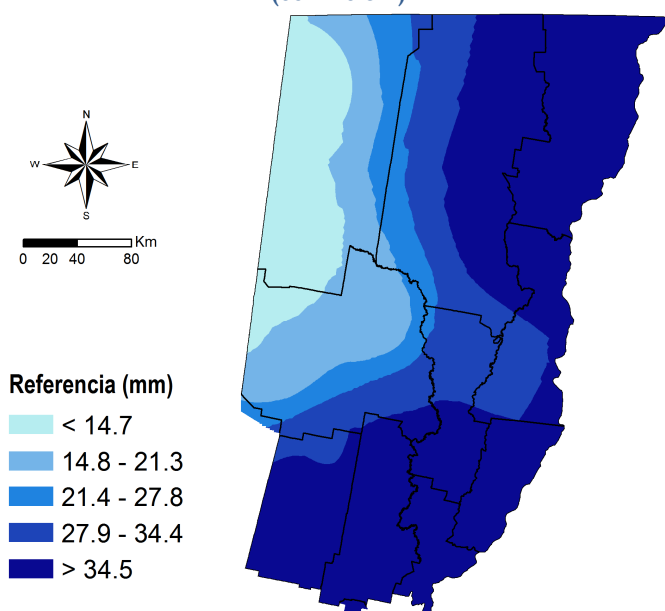 N
W E
S
Km
0 20 40 80
Referencia (mm)
< 14.7
14.8 - 21.3
21.4 - 27.8
27.9 - 34.4
> 34.5